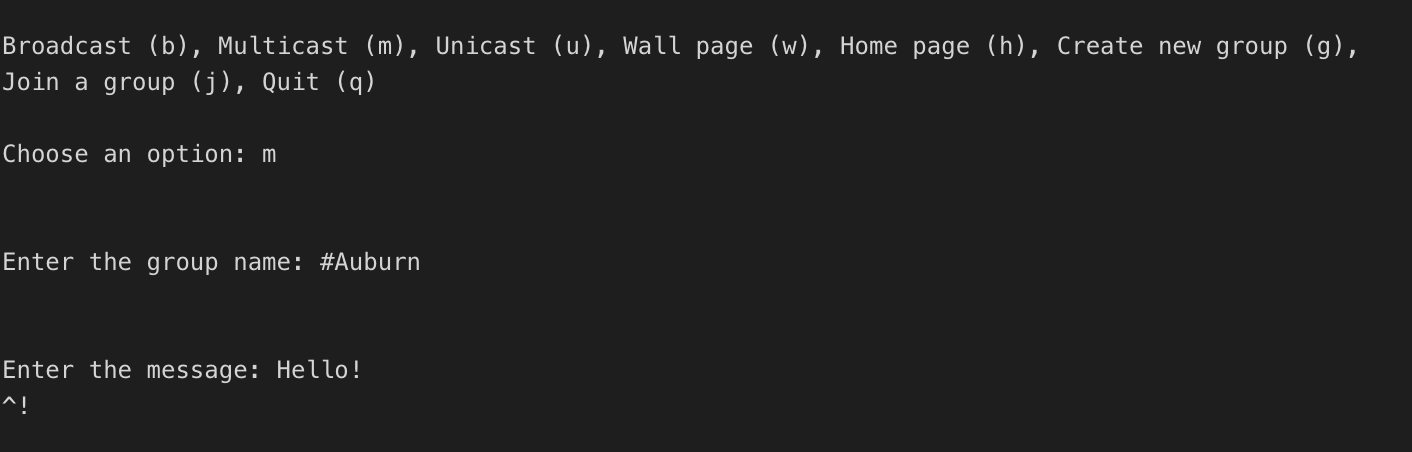 Broadcast (b), Multicast (m), Unicast (u), Wall page (w), Home page (h), Create new group (g),
Join a group (j), Quit (q)
Choose an option: m
Enter the group name: #Auburn
Enter the message: Hello!
^!